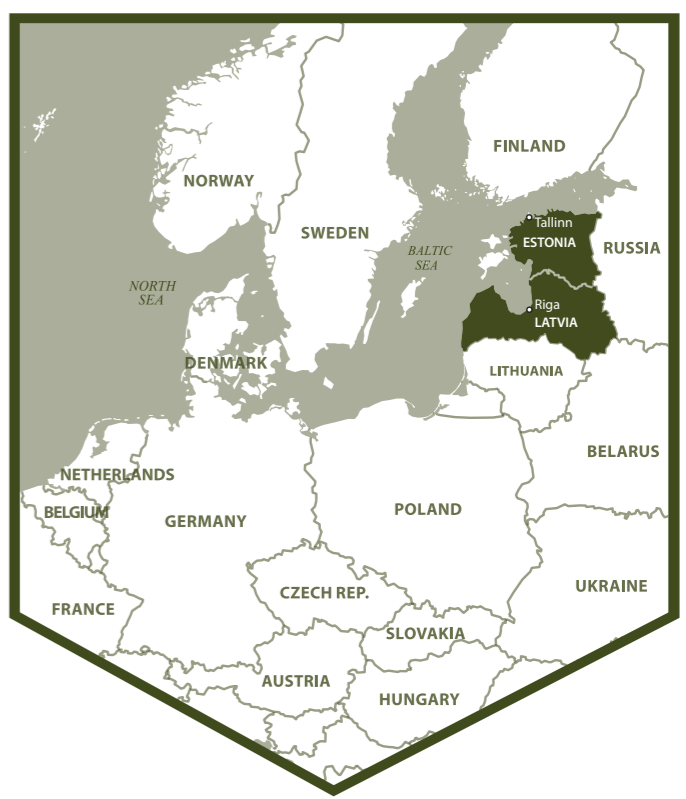 FINLAND
NORWAY
Tallinn
SWEDEN
ESTONIA
BALTIC
SEA
RUSSIA
NORTH
SEA
Riga
LATVIA
DENMARK
LITHUANIA
BELARUS
NETHERLANDS
BELGIUM
GERMANY
POLAND
UKRAINE
CZECH REP.
FRANCE
SLOVAKIA
AUSTRIA
HUNGARY